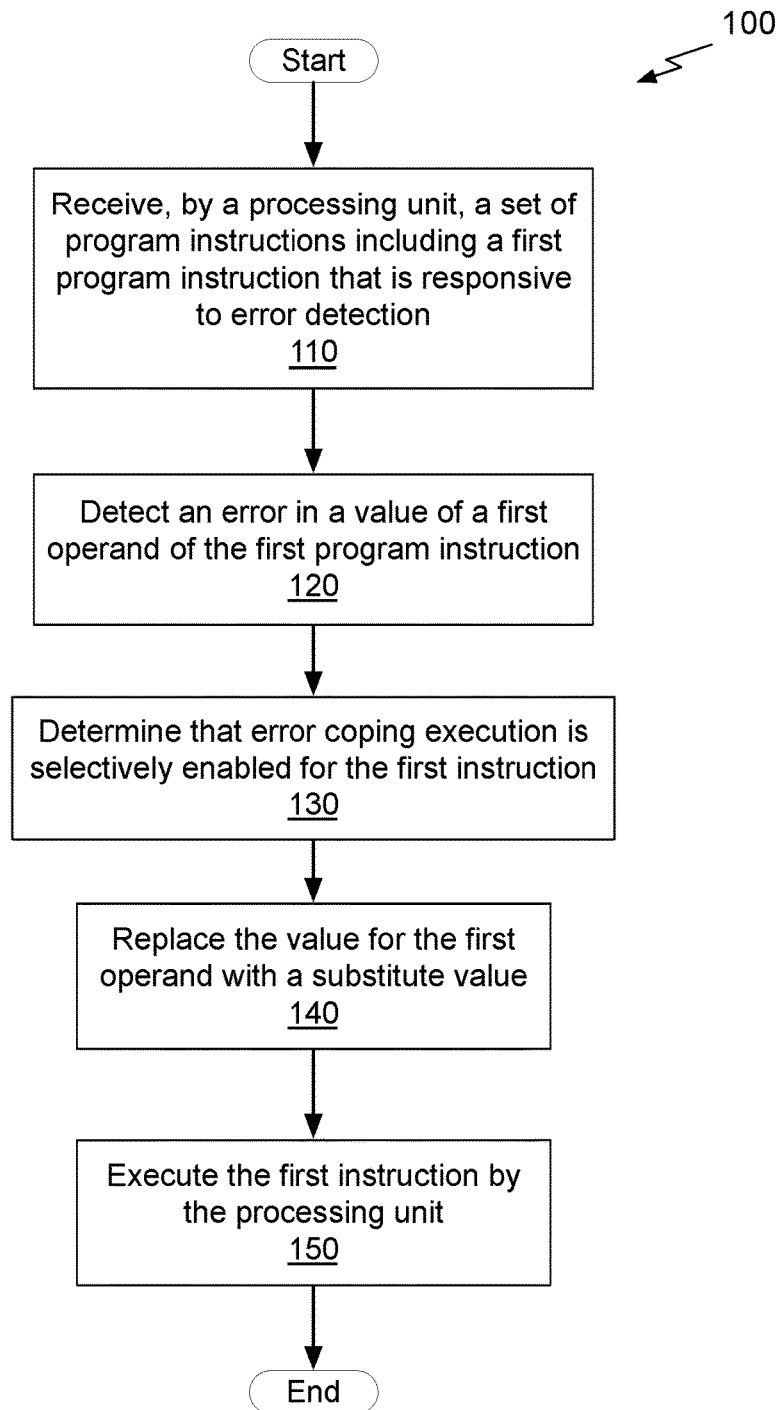 100
Start
Receive, by a processing unit, a set of
program instructions including a first
program instruction that is responsive
to error detection
110
Detect an error in a value of a first
operand of the first program instruction
120
Determine that error coping execution is
selectively enabled for the first instruction
130
Replace the value for the first
operand with a substitute value
140
Execute the first instruction by
the processing unit
150
End